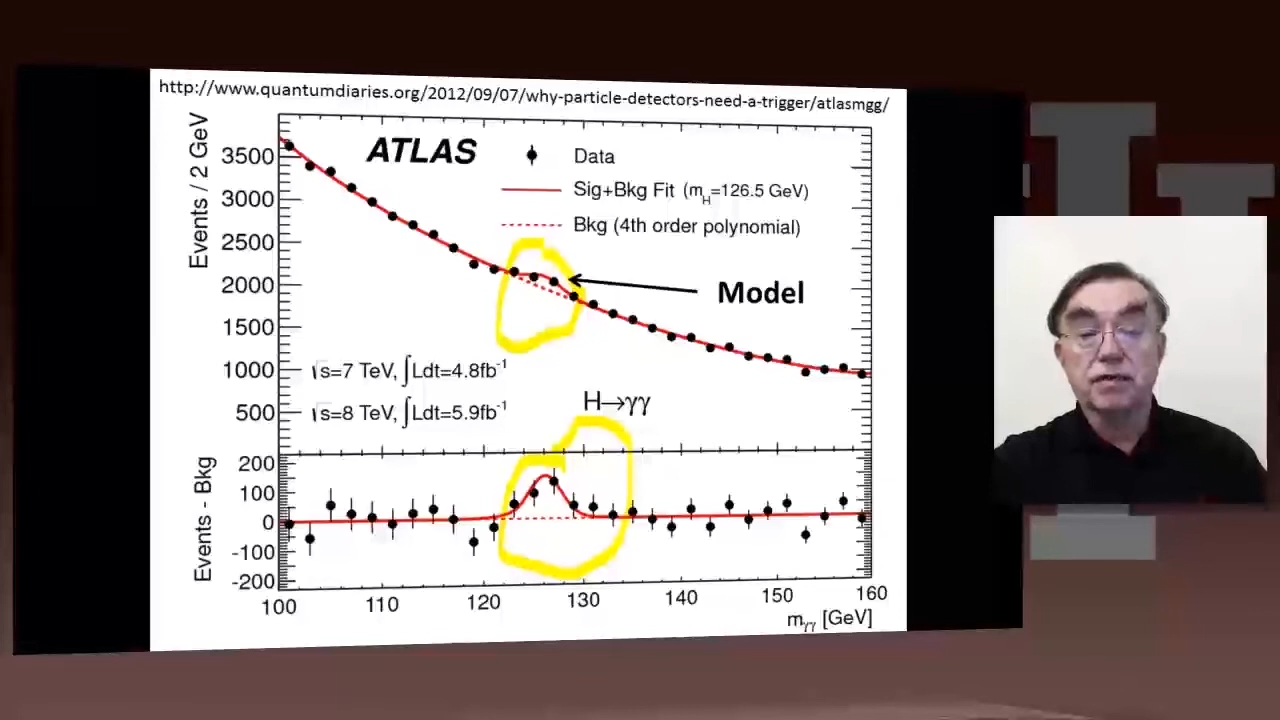 http://www.quantumdiaries.org/2012/09/07/why-particle-detectors-need-a-trigger/atlasmgg/
Events / 2 GeV
3500
3000
2500
2000
1500
1000
500
ATLAS
Data
Sig+Bkg Fit (mH=126.5 GeV)
Bkg (4th order polynomial)
Model
√s=7 TeV, ∫Ldt=4.8fb⁻¹
√s=8 TeV, ∫Ldt=5.9fb⁻¹
H→γγ
Events - Bkg
200
100
0
-100
-200
100 110 120 130 140 150 160
mγγ [GeV]